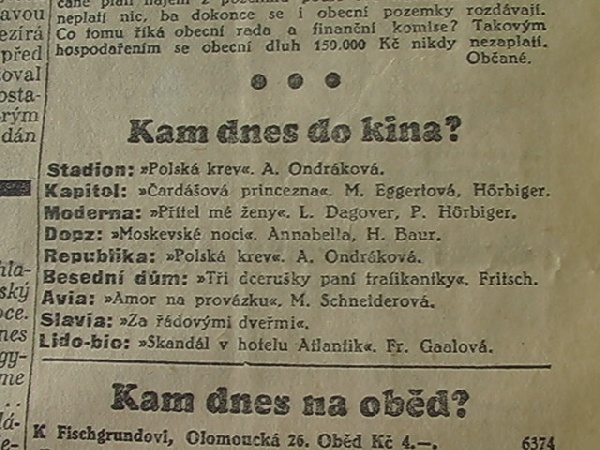 neplatí nic, ba dokonce se i obecní pozemky rozdávají.
Co tomu říká obecní rada a finanční komise? Takovým
hospodařením se obecní dluh 150.000 Kč nikdy nezaplatí.
Občané.
Kam dnes do kina?
Stadion: »Polská krev«. A. Ondráková.
Kapitol: »Čardášová princezna«. M. Eggertová, Hörbiger.
Moderna: »Přítel mé ženy«. L. Dagover, P. Hörbiger.
Dopz: »Moskevské noci«. Annabella, H. Baur.
Republika: »Polská krev«. A. Ondráková.
Besední dům: »Tři dcerušky paní trafikantky«. Fritsch.
Avia: »Amor na provázku«. M. Schneiderová.
Slavia: »Za řádovými dveřmi«.
Lido-bio: »Skandál v hotelu Atlantik«. Fr. Gaalová.
Kam dnes na oběd?
K Fischgrundovi, Olomoucká 26. Oběd Kč 4.—. 6374